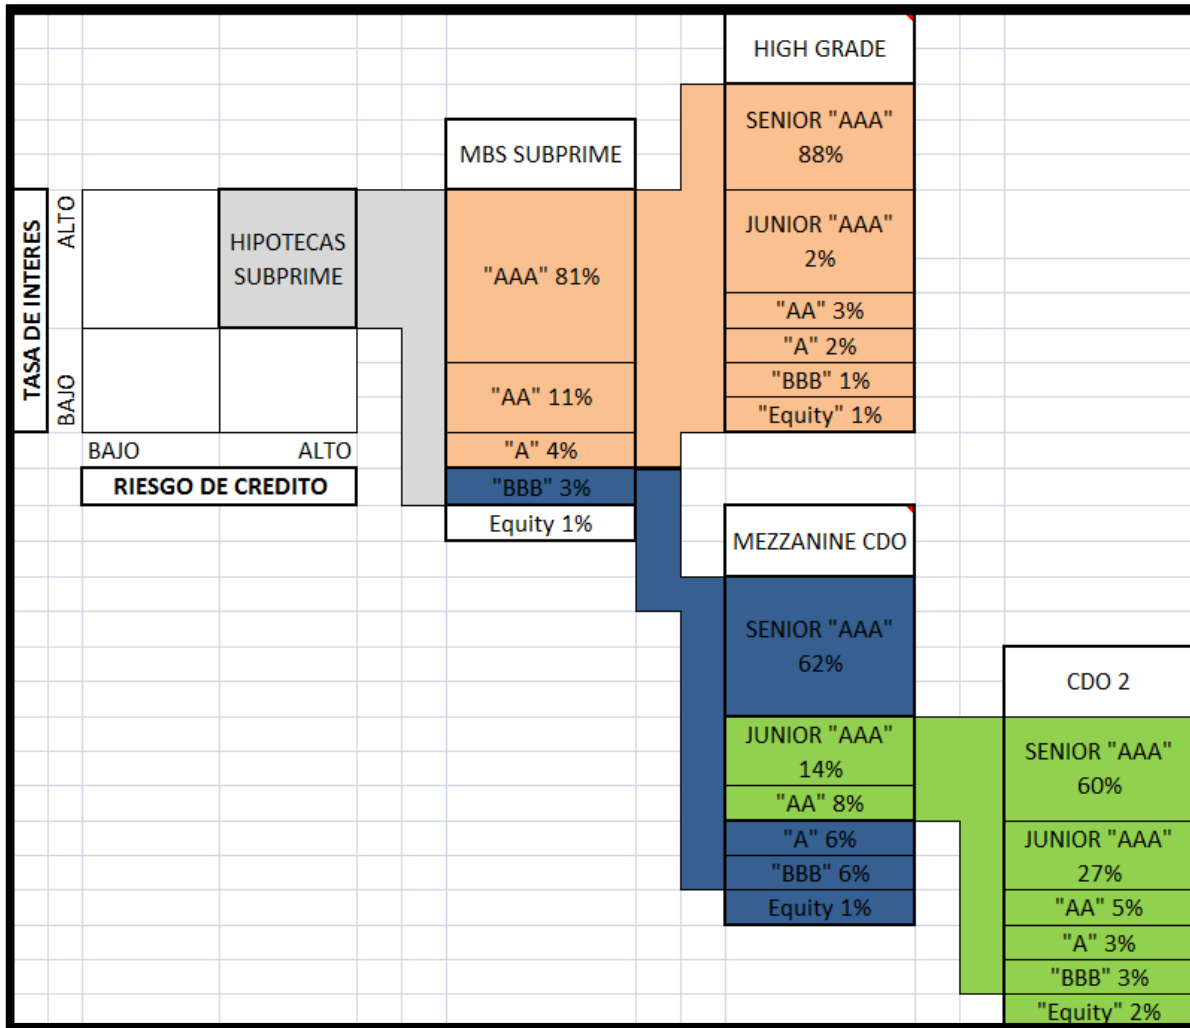 HIGH GRADE
SENIOR "AAA"
88%
JUNIOR "AAA"
2%
"AA" 3%
"A" 2%
"BBB" 1%
"Equity" 1%
MBS SUBPRIME
"AAA" 81%
"AA" 11%
"A" 4%
"BBB" 3%
Equity 1%
TASA DE INTERES
ALTO
BAJO
HIPOTECAS
SUBPRIME
BAJO ALTO
RIESGO DE CREDITO
MEZZANINE CDO
SENIOR "AAA"
62%
JUNIOR "AAA"
14%
"AA" 8%
"A" 6%
"BBB" 6%
Equity 1%
CDO 2
SENIOR "AAA"
60%
JUNIOR "AAA"
27%
"AA" 5%
"A" 3%
"BBB" 3%
"Equity" 2%